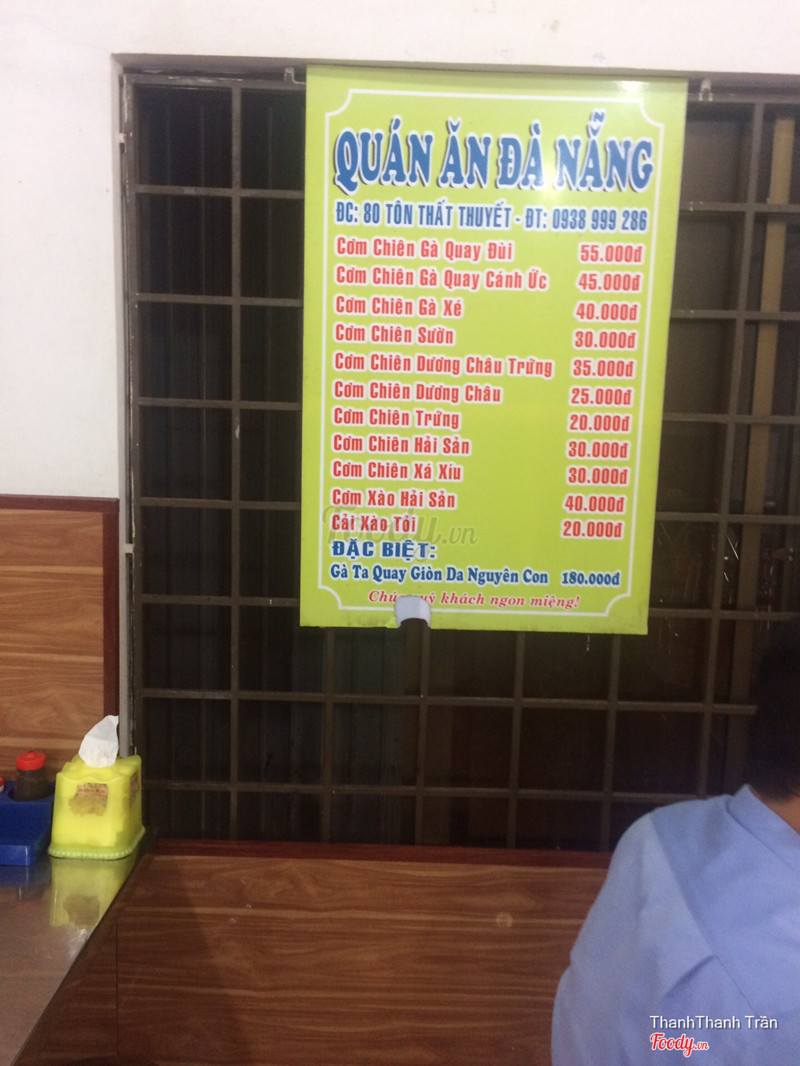 QUÁN ĂN ĐÀ NẴNG
ĐC: 80 TÔN THẤT THUYẾT - ĐT: 0938 999 286
Cơm Chiên Gà Quay Đùi 55.000đ
Cơm Chiên Gà Quay Cánh Ức 45.000đ
Cơm Chiên Gà Xé 40.000đ
Cơm Chiên Sườn 30.000đ
Cơm Chiên Dương Châu Trứng 35.000đ
Cơm Chiên Dương Châu 25.000đ
Cơm Chiên Trứng 20.000đ
Cơm Chiên Hải Sản 30.000đ
Cơm Chiên Xá Xíu 30.000đ
Cơm Xào Hải Sản 40.000đ
Cải Xào Tỏi 20.000đ
Foody.vn
ĐẶC BIỆT:
Gà Ta Quay Giòn Da Nguyên Con 180.000đ
khách ngon miệng!
ThanhThanh Trần
Foody.vn